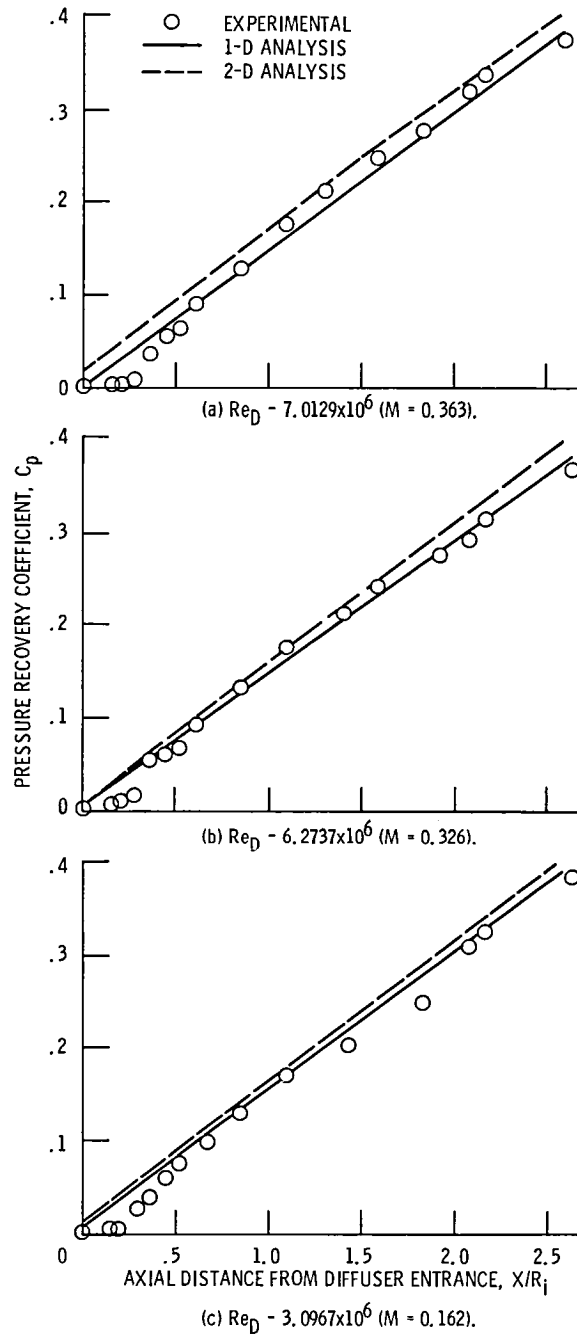 .4
EXPERIMENTAL
1-D ANALYSIS
2-D ANALYSIS
.3
.2
.1
0
(a) Re_D - 7.0129x10^6 (M = 0.363).
.4
.3
.2
.1
0
PRESSURE RECOVERY COEFFICIENT, C_p
(b) Re_D - 6.2737x10^6 (M = 0.326).
.4
.3
.2
.1
0 .5 1.0 1.5 2.0 2.5
AXIAL DISTANCE FROM DIFFUSER ENTRANCE, X/R_i
(c) Re_D - 3.0967x10^6 (M = 0.162).